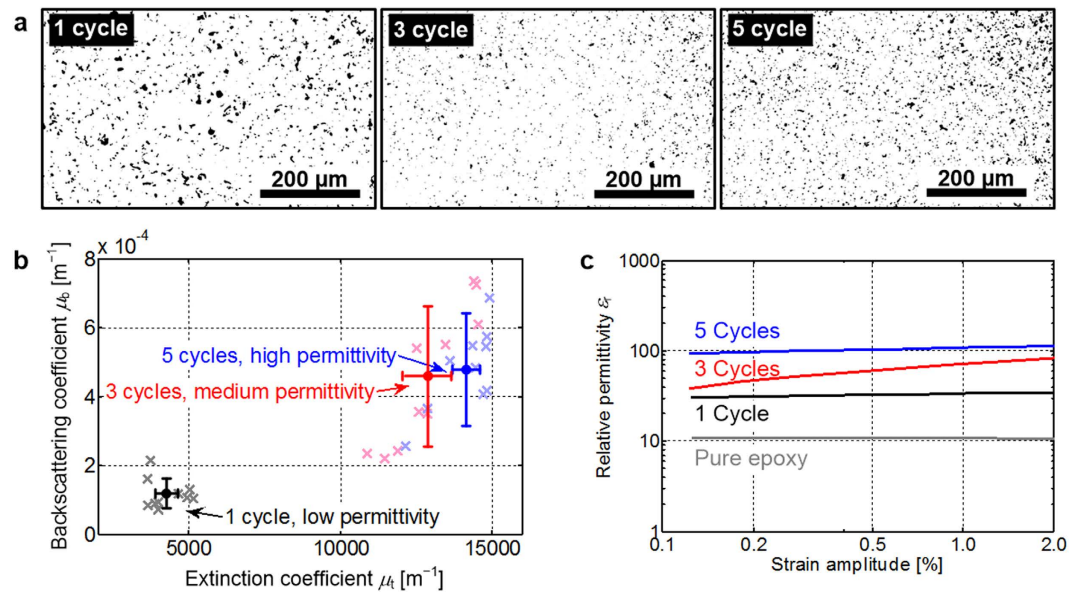 a
1 cycle
3 cycle
5 cycle
200 µm
200 µm
200 µm
b
x 10⁻⁴
8
6
4
2
0
Backscattering coefficient μb [m⁻¹]
5 cycles, high permittivity
3 cycles, medium permittivity
1 cycle, low permittivity
5000
10000
15000
Extinction coefficient μt [m⁻¹]
c
1000
100
10
1
Relative permittivity εr
5 Cycles
3 Cycles
1 Cycle
Pure epoxy
0.1
0.2
0.5
1.0
2.0
Strain amplitude [%]